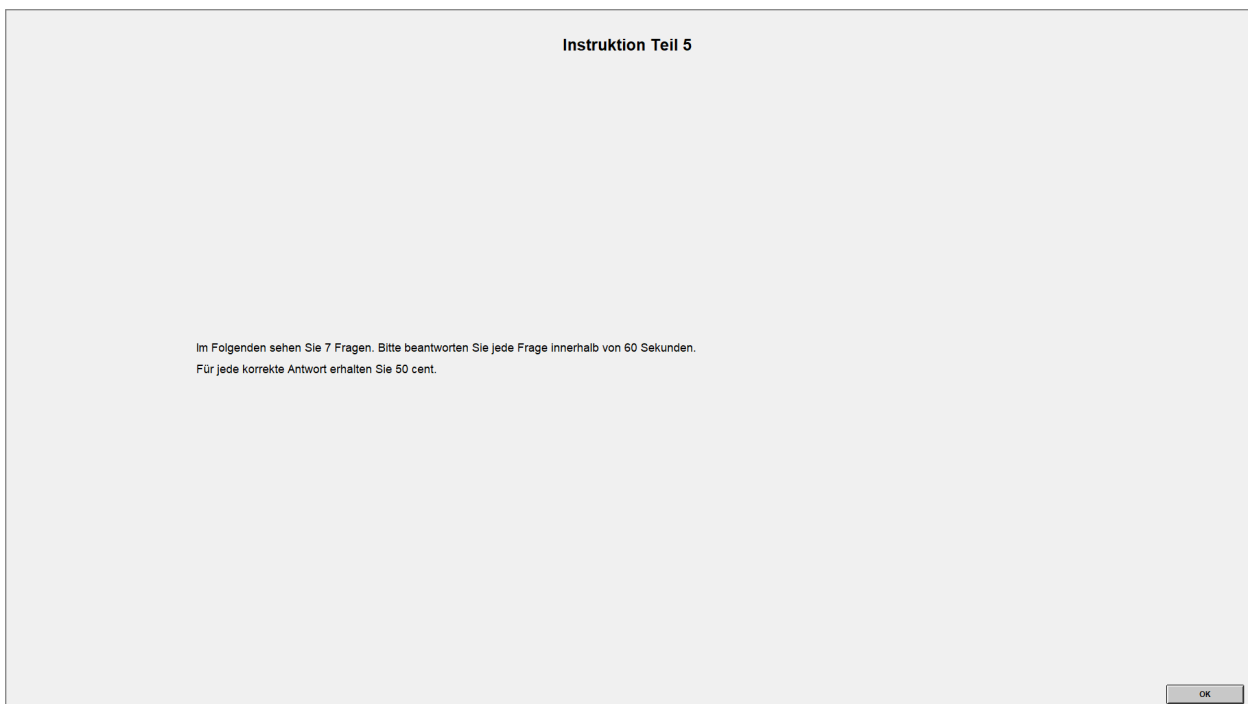 Instruktion Teil 5
Im Folgenden sehen Sie 7 Fragen. Bitte beantworten Sie jede Frage innerhalb von 60 Sekunden.
Für jede korrekte Antwort erhalten Sie 50 cent.
OK